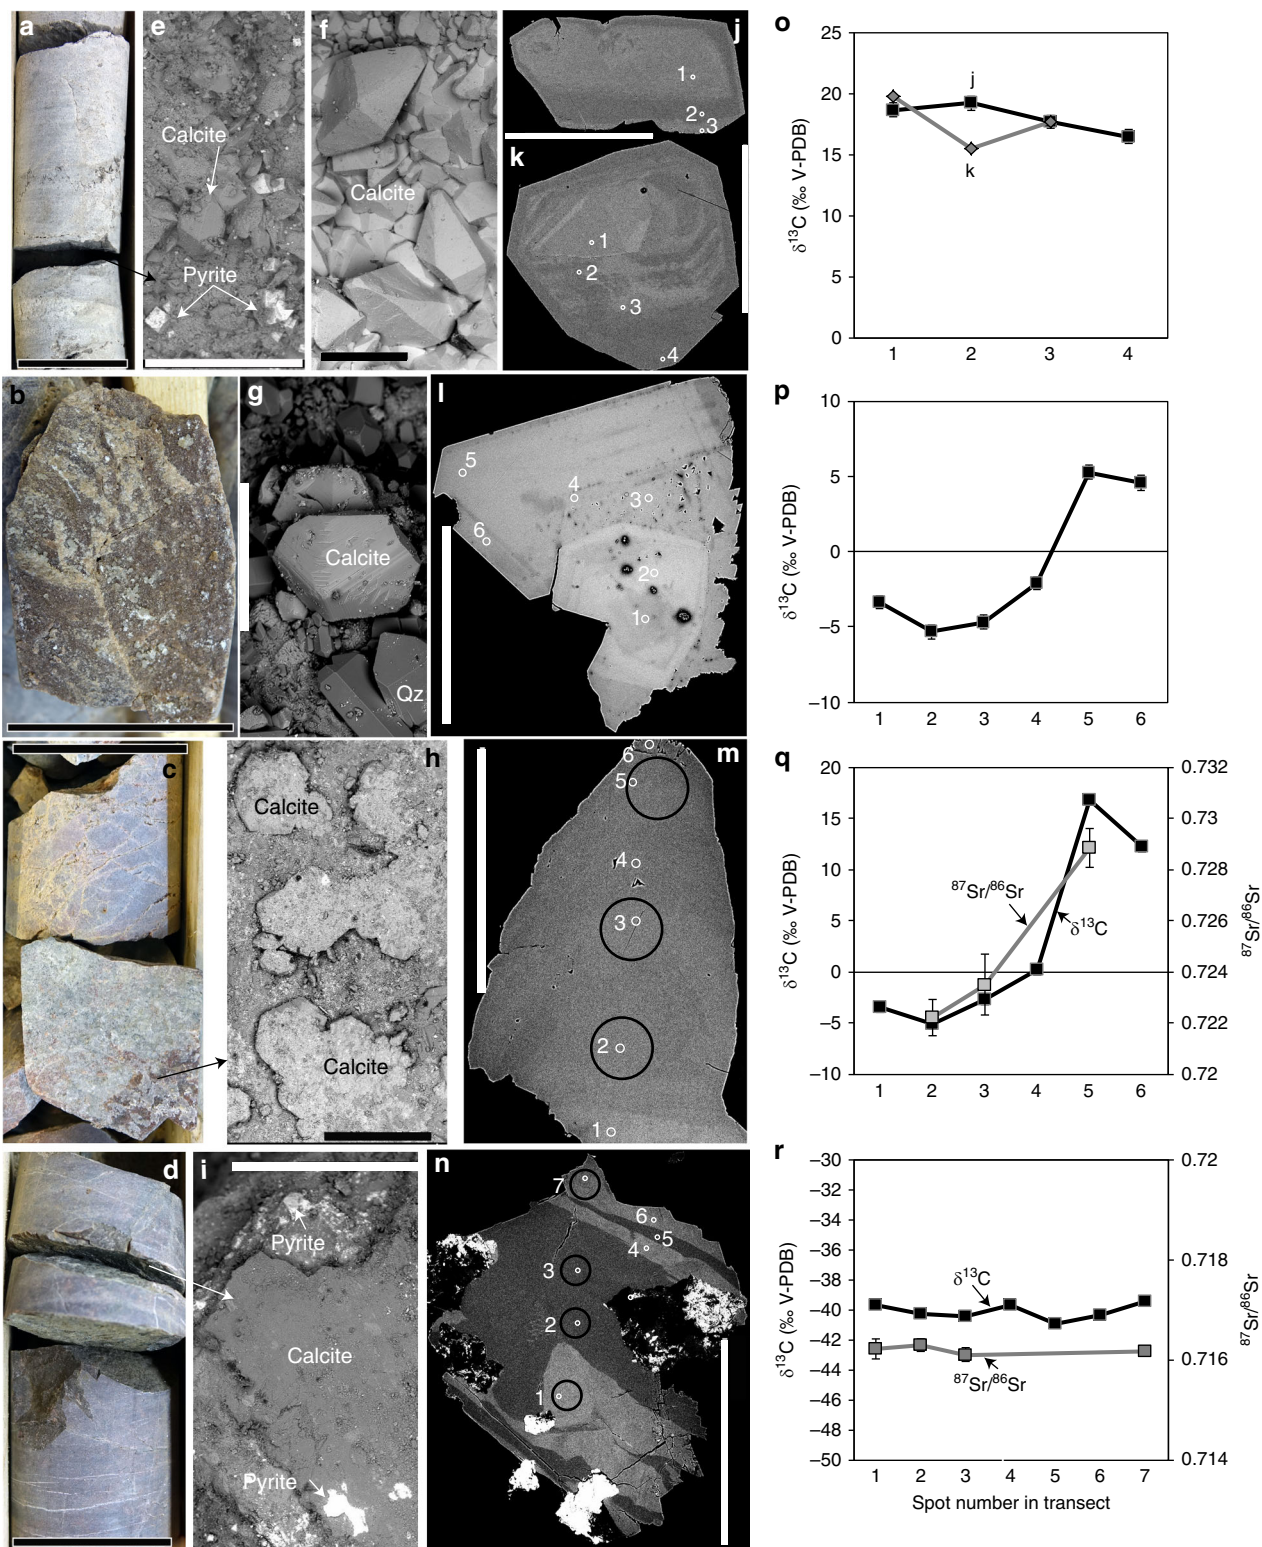 a
e
Calcite
Pyrite
f
Calcite
j
1
2
3
k
1
2
3
4
b
g
Calcite
Qz
l
5
4
3
6
2
1
c
h
Calcite
Calcite
m
6
5
4
3
2
1
d
i
Pyrite
Calcite
Pyrite
n
7
6
5
4
3
2
1
o
25
20
15
10
5
0
δ13C (‰ V-PDB)
j
k
1 2 3 4
p
10
5
0
–5
–10
δ13C (‰ V-PDB)
1 2 3 4 5 6
q
20
15
10
5
0
–5
–10
δ13C (‰ V-PDB)
87Sr/86Sr
δ13C
0.732
0.730
0.728
0.726
0.724
0.722
0.72
87Sr/86Sr
1 2 3 4 5 6
r
–30
–32
–34
–36
–38
–40
–42
–44
–46
–48
–50
δ13C (‰ V-PDB)
δ13C
87Sr/86Sr
0.72
0.718
0.716
0.714
87Sr/86Sr
1 2 3 4 5 6 7
Spot number in transect